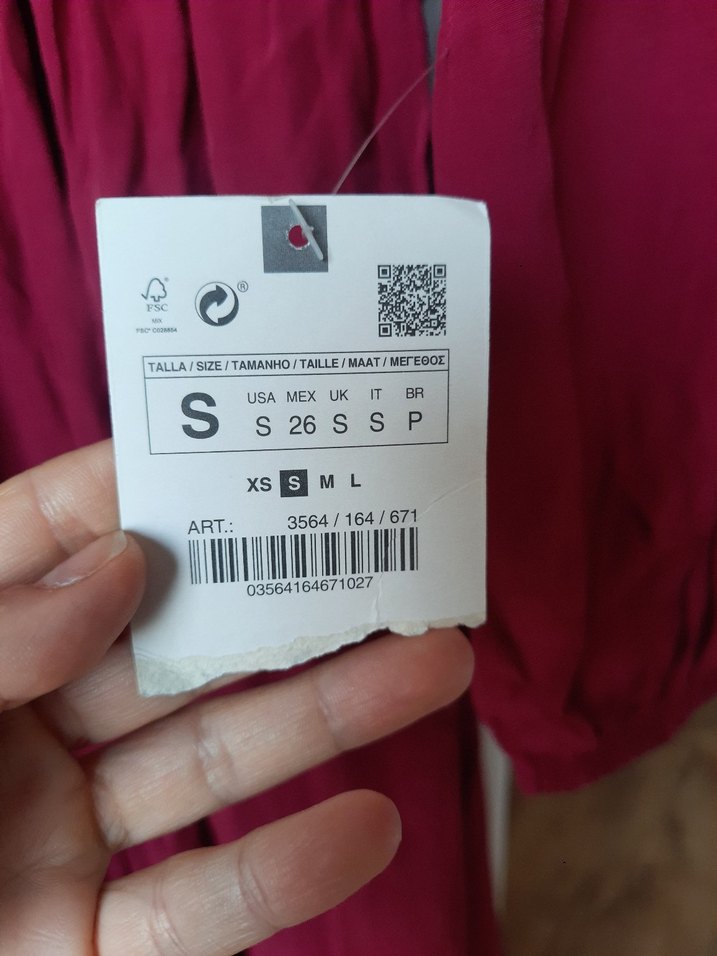 ®
FSC
MIX
FSC® C028854
TALLA / SIZE / TAMANHO / TAILLE / MAAT / ΜΕΓΕΘΟΣ
S
USA MEX UK IT BR
S 26 S S P
XS S M L
ART.: 3564 / 164 / 671
03564164671027